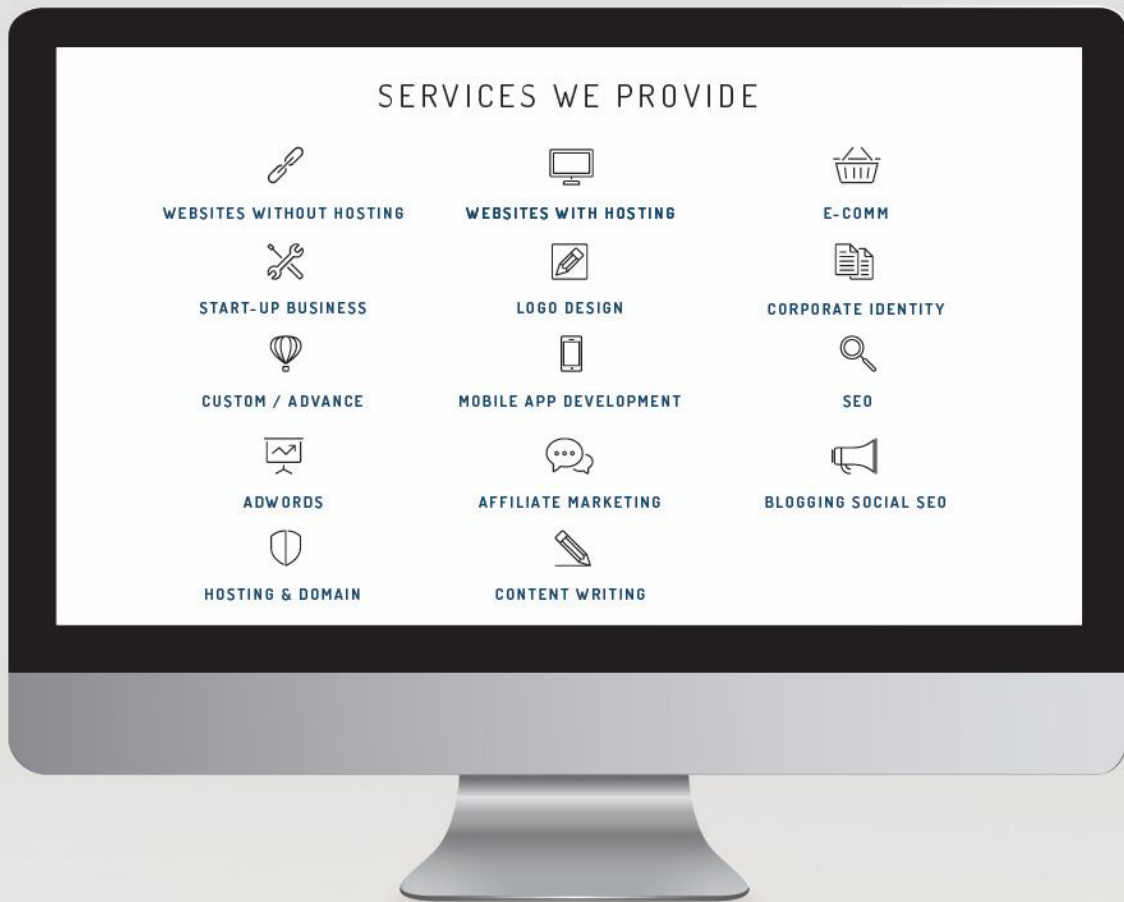 SERVICES WE PROVIDE
WEBSITES WITHOUT HOSTING
WEBSITES WITH HOSTING
E-COMM
START-UP BUSINESS
LOGO DESIGN
CORPORATE IDENTITY
CUSTOM / ADVANCE
MOBILE APP DEVELOPMENT
SEO
ADWORDS
AFFILIATE MARKETING
BLOGGING SOCIAL SEO
HOSTING & DOMAIN
CONTENT WRITING